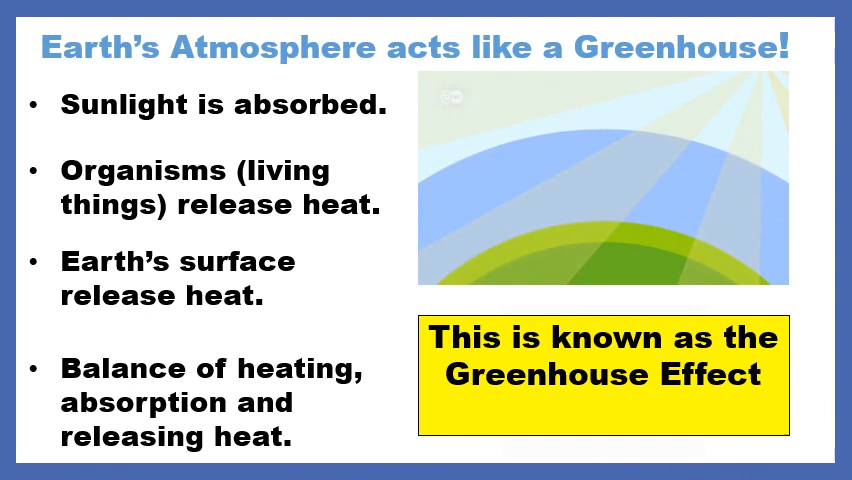 Earth's Atmosphere acts like a Greenhouse!
• Sunlight is absorbed.
• Organisms (living
things) release heat.
• Earth's surface
release heat.
• Balance of heating,
absorption and
releasing heat.
This is known as the
Greenhouse Effect